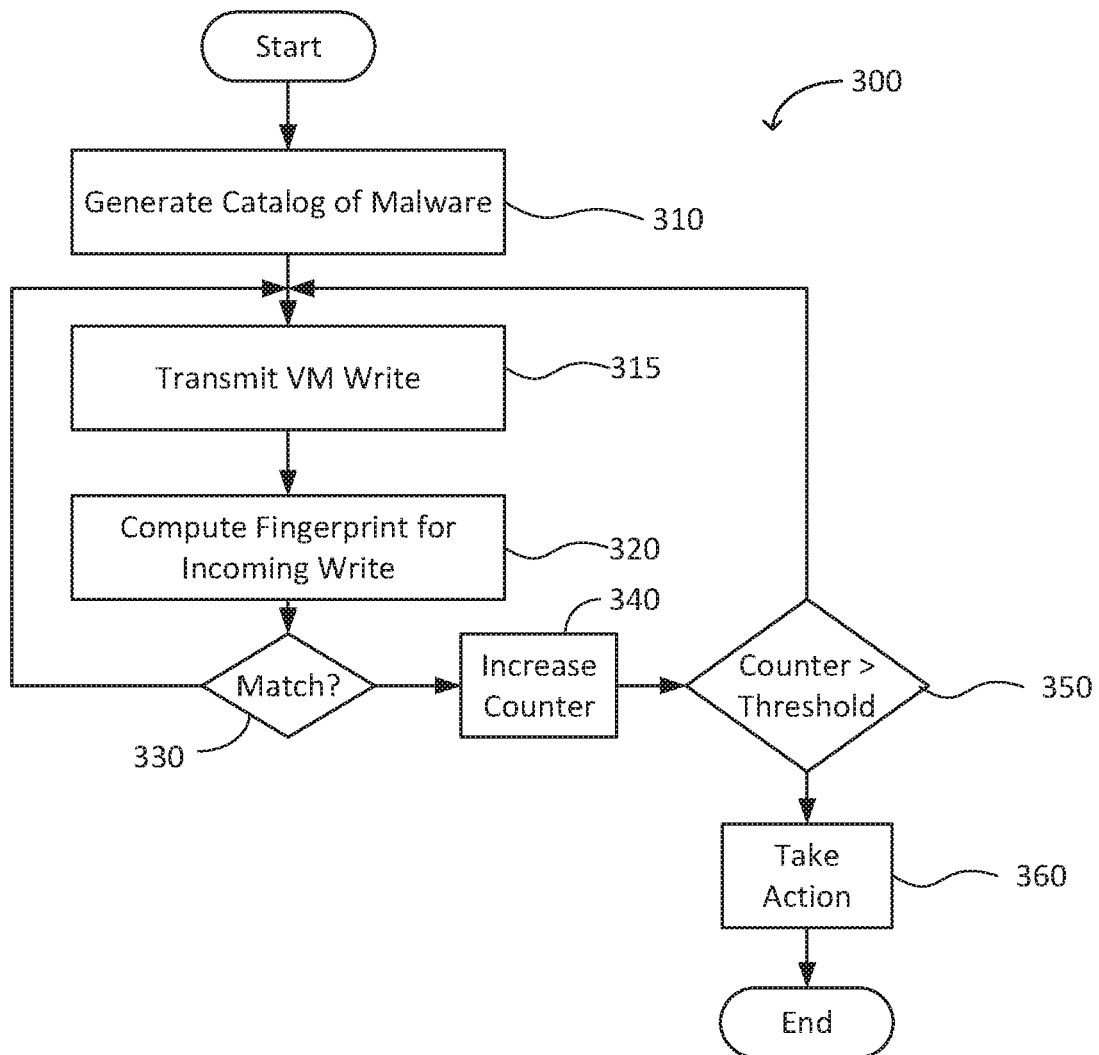 Start
300
Generate Catalog of Malware
310
Transmit VM Write
315
Compute Fingerprint for
Incoming Write
320
340
Match?
330
Increase
Counter
Counter >
Threshold
350
Take
Action
360
End